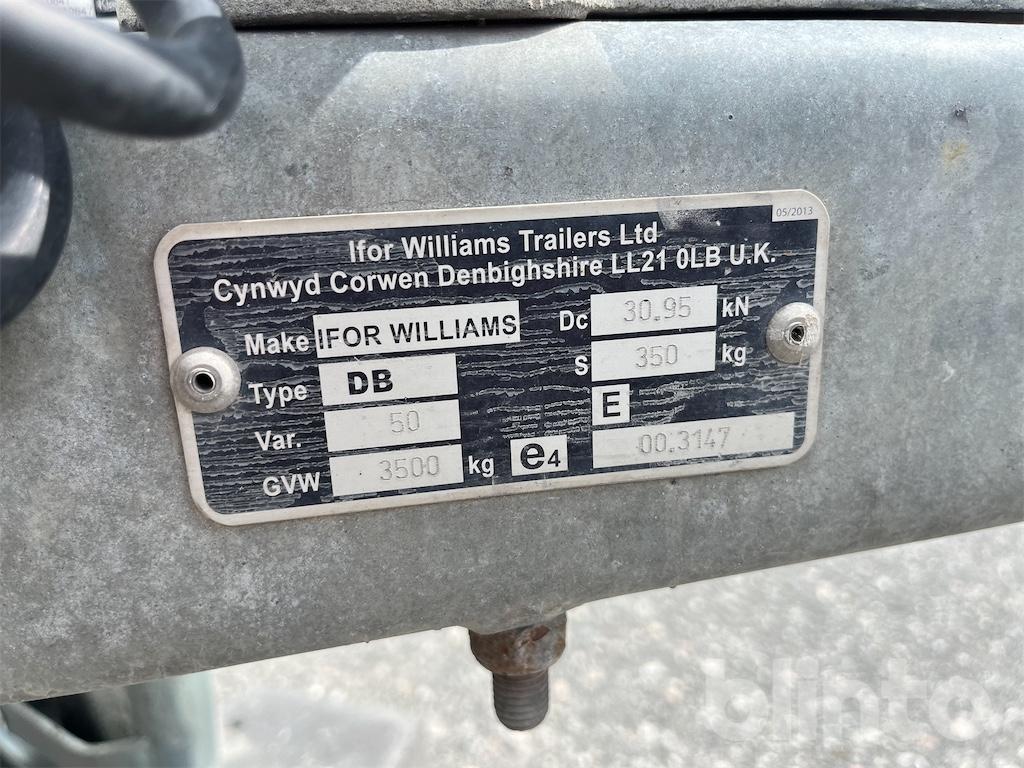 05/2013
Ifor Williams Trailers Ltd
Cynwyd Corwen Denbighshire LL21 0LB U.K.
Make IFOR WILLIAMS
Dc 30.95 kN
Type DB
S 350 kg
Var. 50
E
GVW 3500 kg e4 00.3147
blinto